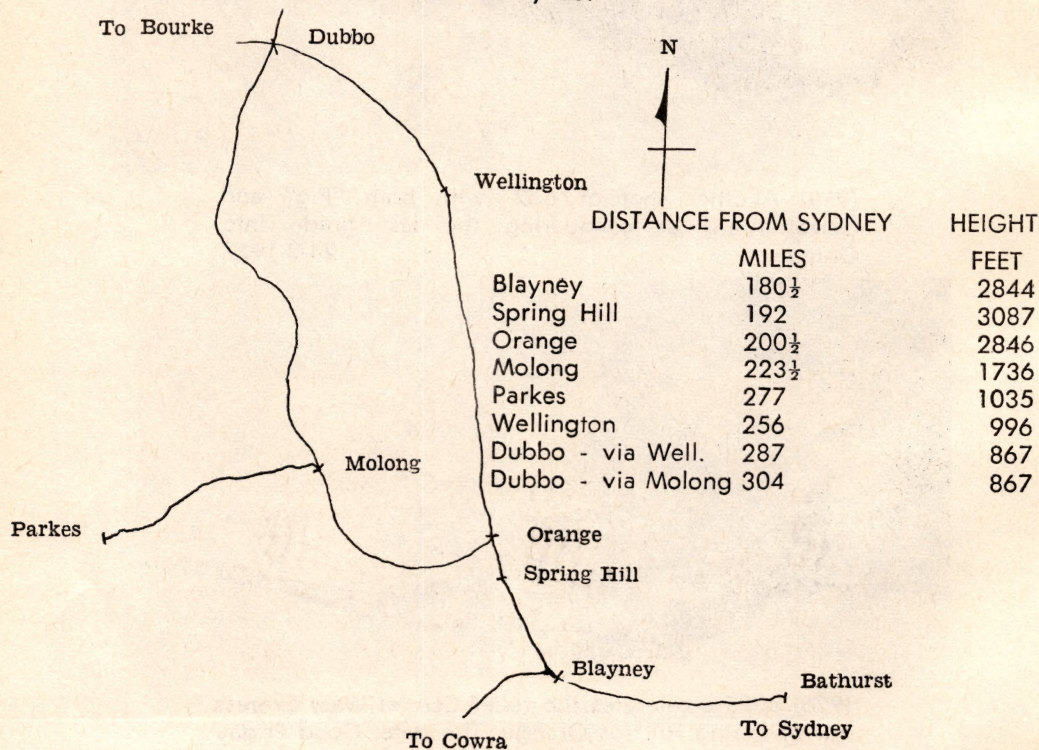 To Bourke
Dubbo
N
Wellington
DISTANCE FROM SYDNEY HEIGHT
MILES FEET
Blayney 180½ 2844
Spring Hill 192 3087
Orange 200½ 2846
Molong 223½ 1736
Parkes 277 1035
Wellington 256 996
Dubbo - via Well. 287 867
Dubbo - via Molong 304 867
Molong
Parkes
Orange
Spring Hill
Blayney
Bathurst
To Sydney
To Cowra